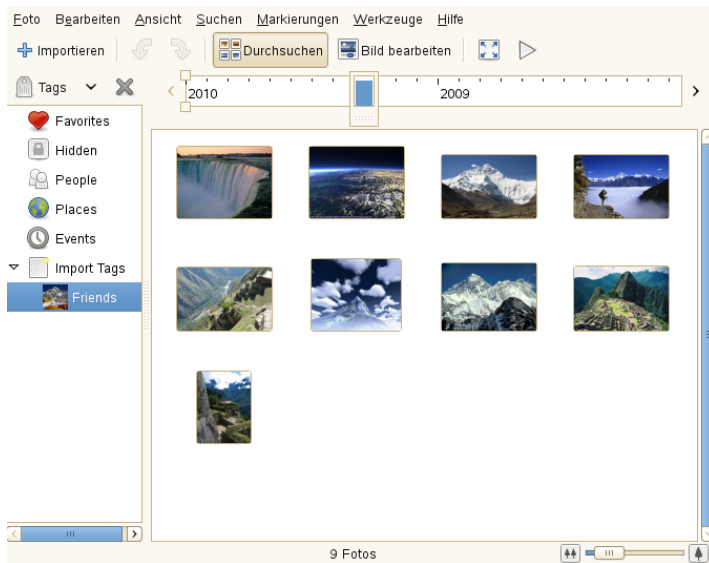 Foto Bearbeiten Ansicht Suchen Markierungen Werkzeuge Hilfe
Importieren Durchsuchen Bild bearbeiten
Tags
2010 2009
Favorites
Hidden
People
Places
Events
Import Tags
Friends
9 Fotos